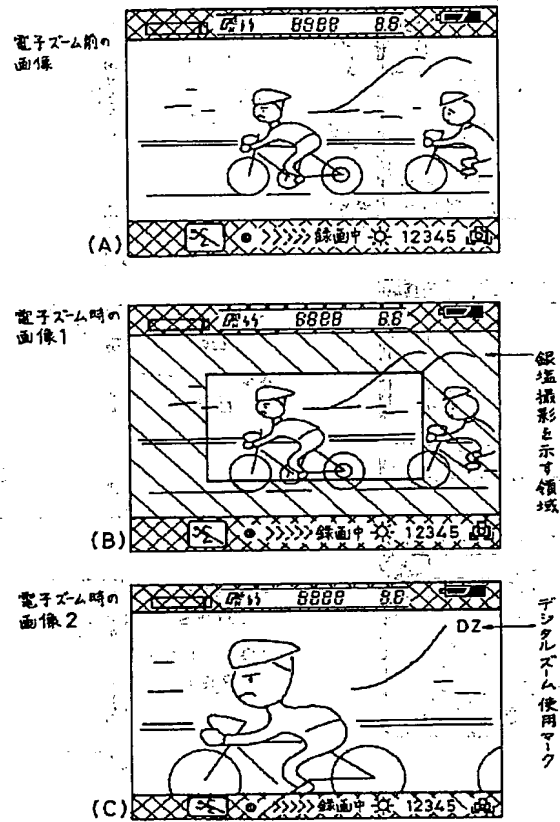 電子ズーム前の
画像
8888 8.8
(A)
録画中 12345
電子ズーム時の
画像1
8888 8.8
銀塩撮影を示す領域
(B)
録画中 12345
電子ズーム時の
画像2
8888 8.8
DZ
デジタルズーム使用マーク
(C)
録画中 12345